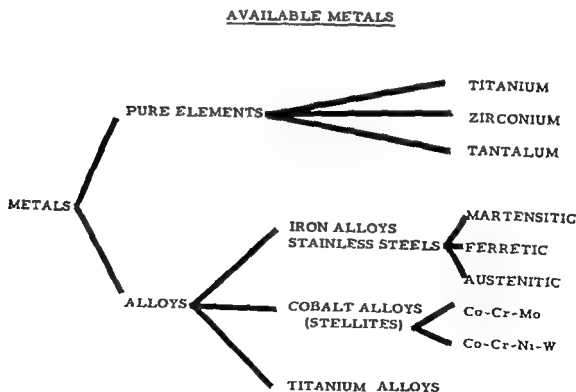 AVAILABLE METALS
TITANIUM
PURE ELEMENTS
ZIRCONIUM
TANTALUM
METALS
MARTENSITIC
IRON ALLOYS
STAINLESS STEELS
FERRETIC
AUSTENITIC
ALLOYS
COBALT ALLOYS
(STELLITES)
Co-Cr-Mo
Co-Cr-Ni-W
TITANIUM ALLOYS